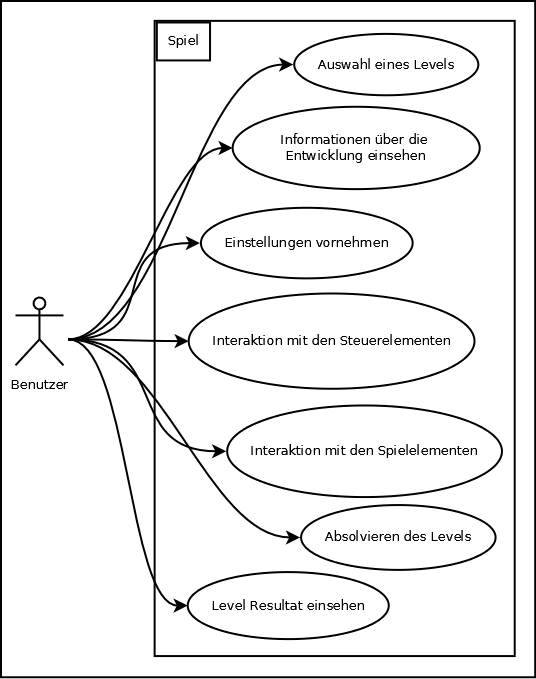 Spiel
Auswahl eines Levels
Informationen über die
Entwicklung einsehen
Einstellungen vornehmen
Interaktion mit den Steuerelementen
Benutzer
Interaktion mit den Spielelementen
Absolvieren des Levels
Level Resultat einsehen